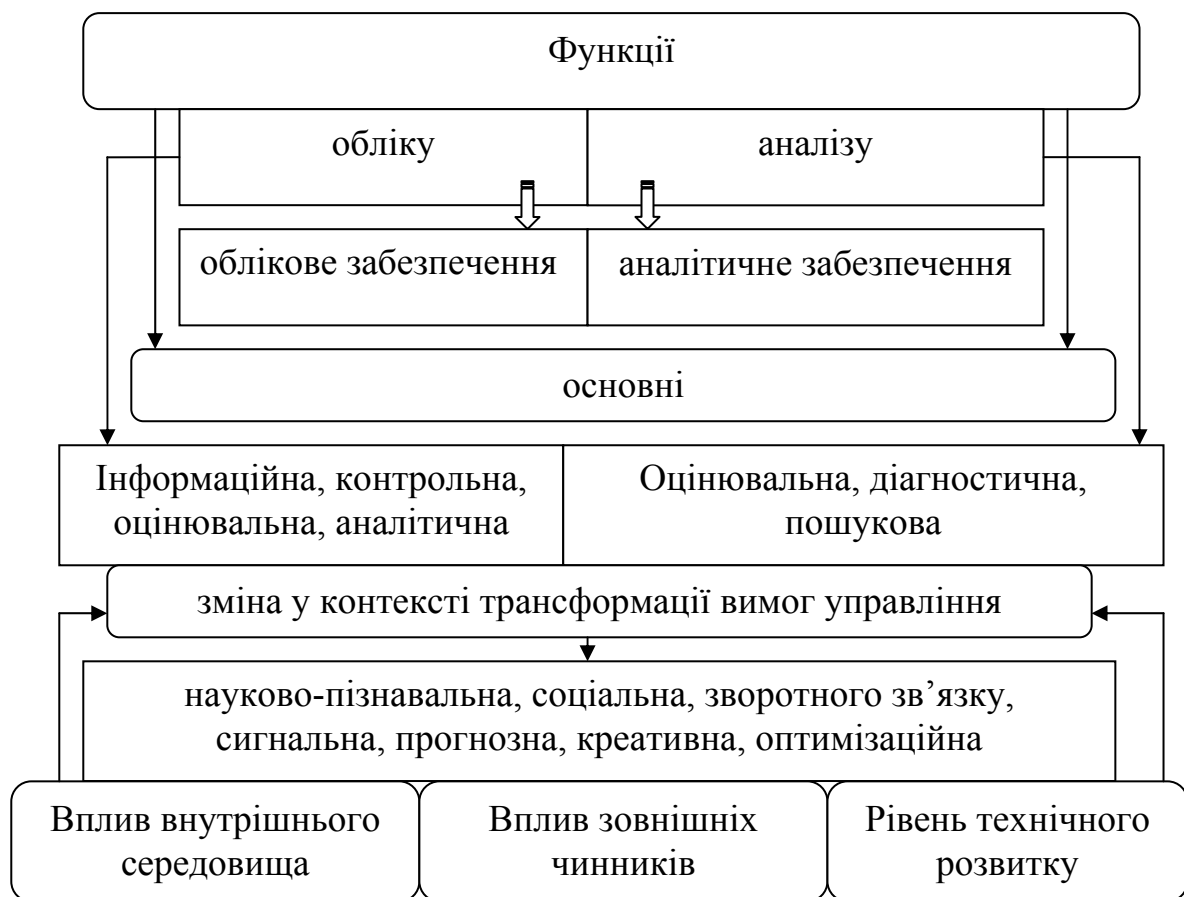 Функції
обліку
аналізу
облікове забезпечення
аналітичне забезпечення
основні
Інформаційна, контрольна,
оцінювальна, аналітична
Оцінювальна, діагностична,
пошукова
зміна у контексті трансформації вимог управління
науково-пізнавальна, соціальна, зворотного зв’язку,
сигнальна, прогнозна, креативна, оптимізаційна
Вплив внутрішнього
середовища
Вплив зовнішніх
чинників
Рівень технічного
розвитку